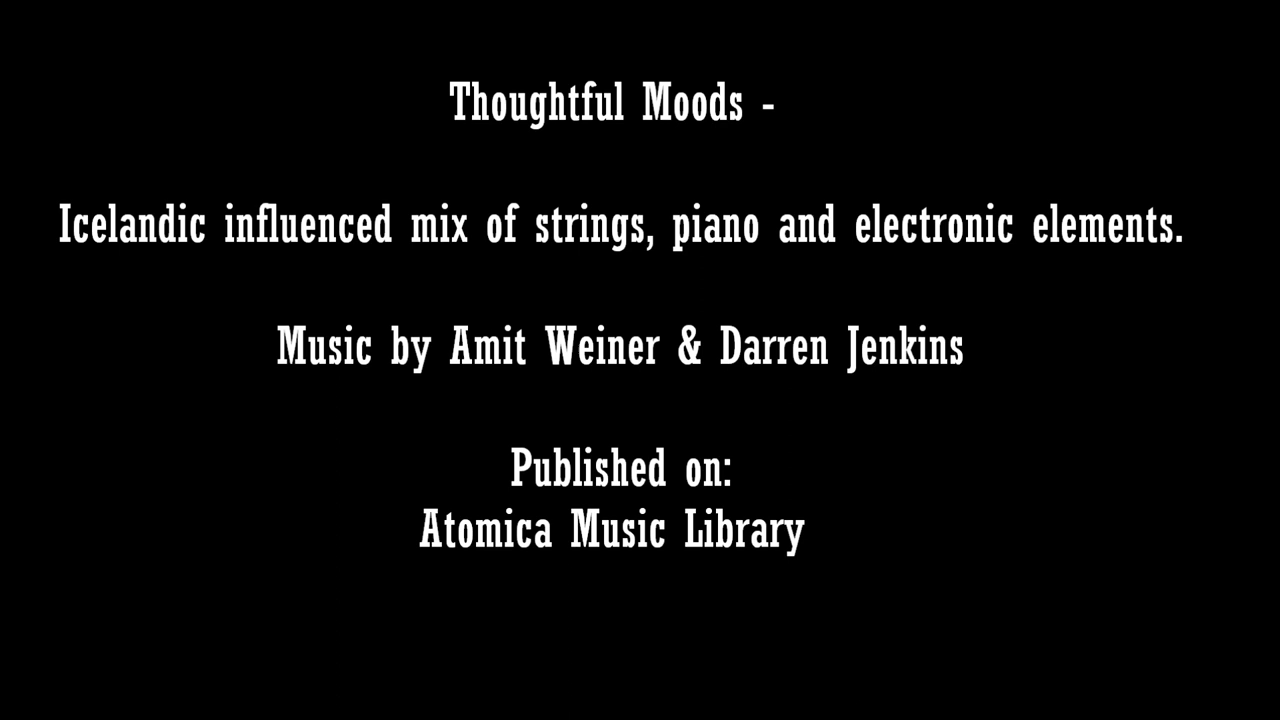 Thoughtful Moods -
Icelandic influenced mix of strings, piano and electronic elements.
Music by Amit Weiner & Darren Jenkins
Published on:
Atomica Music Library